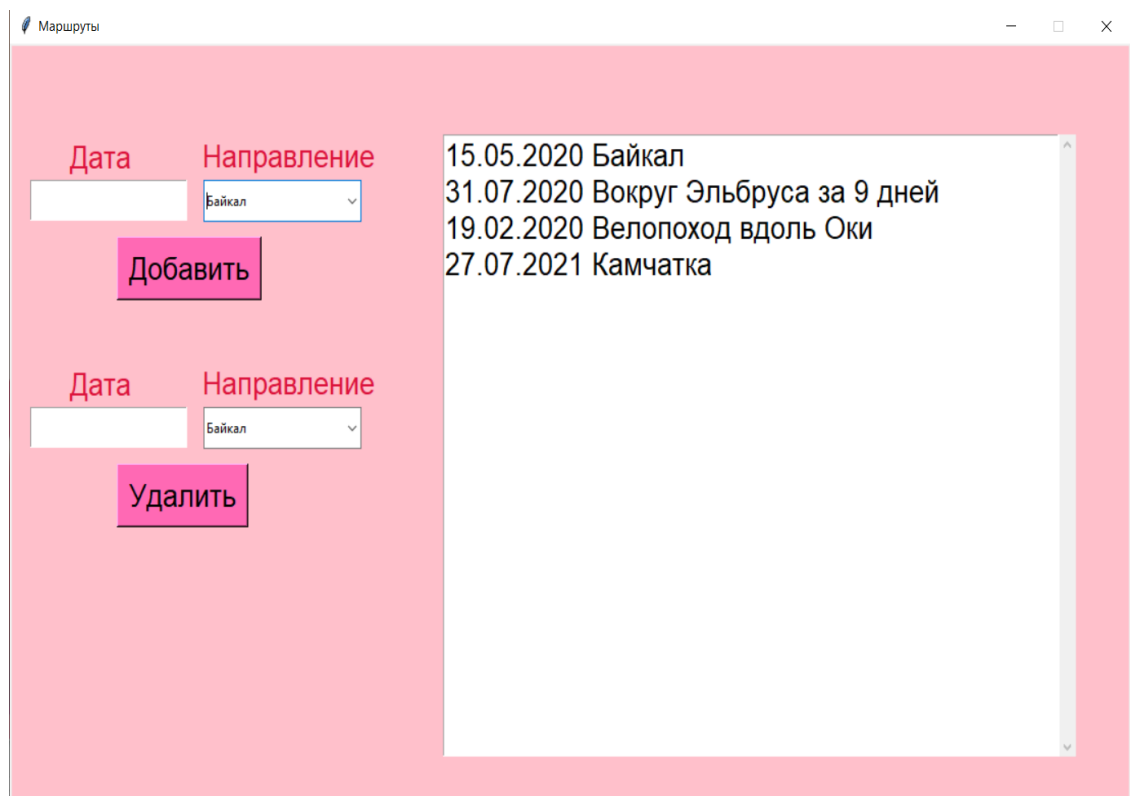 Маршруты
Дата Направление
Байкал
Добавить
Дата Направление
Байкал
Удалить
15.05.2020 Байкал
31.07.2020 Вокруг Эльбруса за 9 дней
19.02.2020 Велопоход вдоль Оки
27.07.2021 Камчатка